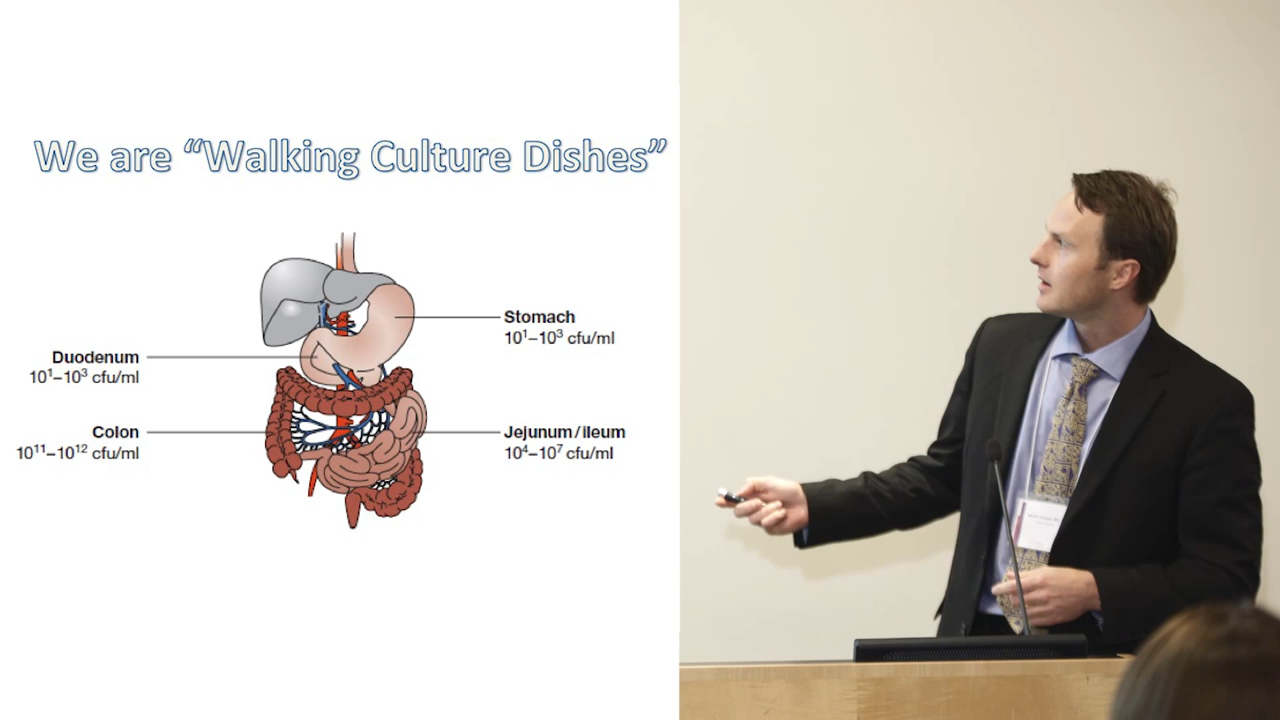 We are “Walking Culture Dishes”
Stomach
10¹–10³ cfu/ml
Duodenum
10¹–10³ cfu/ml
Colon
10¹¹–10¹² cfu/ml
Jejunum/ileum
10⁴–10⁷ cfu/ml